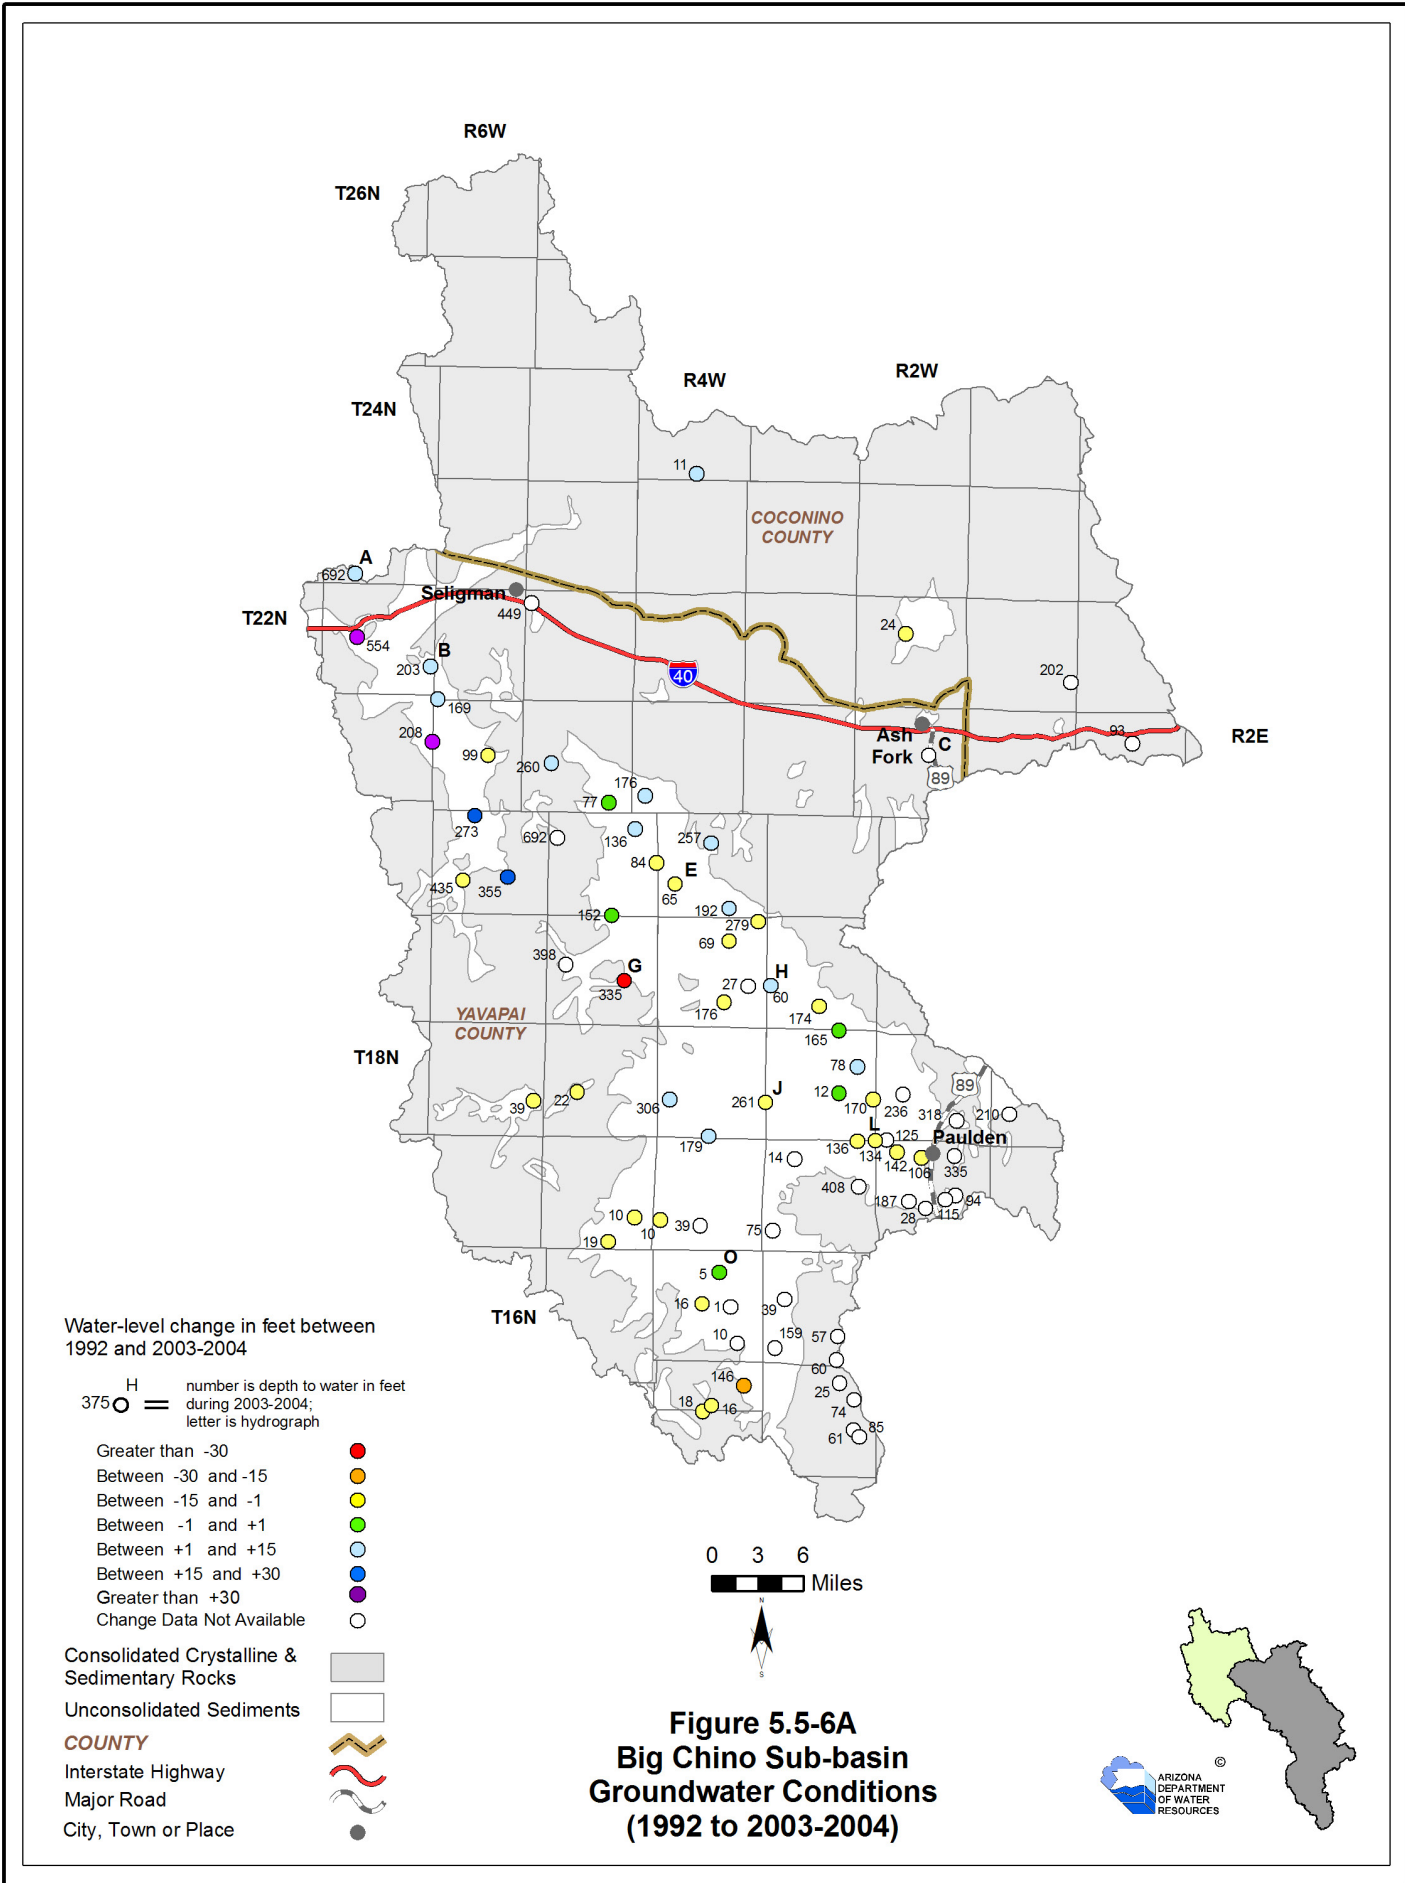 R6W
T26N
R2W
R4W
T24N
11
COCONINO
COUNTY
A
692
Seligman
449
T22N
24
554
B
203
40
202
169
208
Ash
Fork
C
93
R2E
99
260
89
176
77
273
692
136
257
84
E
435
355
65
192
152
279
69
398
G
335
27
H
60
176
174
YAVAPAI
COUNTY
165
T18N
78
89
12
J
39
22
306
261
170
236
318
210
L
125
Paulden
179
136
134
14
142
106
335
408
187
94
28
115
10
10
39
75
19
O
5
16
1
39
T16N
10
159
57
60
146
25
18
16
74
85
61
Water-level change in feet between
1992 and 2003-2004
H
375
number is depth to water in feet
during 2003-2004;
letter is hydrograph
Greater than -30
Between -30 and -15
Between -15 and -1
Between -1 and +1
Between +1 and +15
Between +15 and +30
Greater than +30
Change Data Not Available
Consolidated Crystalline &
Sedimentary Rocks
Unconsolidated Sediments
COUNTY
Interstate Highway
Major Road
City, Town or Place
0 3 6
Miles
N
S
Figure 5.5-6A
Big Chino Sub-basin
Groundwater Conditions
(1992 to 2003-2004)
©
ARIZONA
DEPARTMENT
OF WATER
RESOURCES